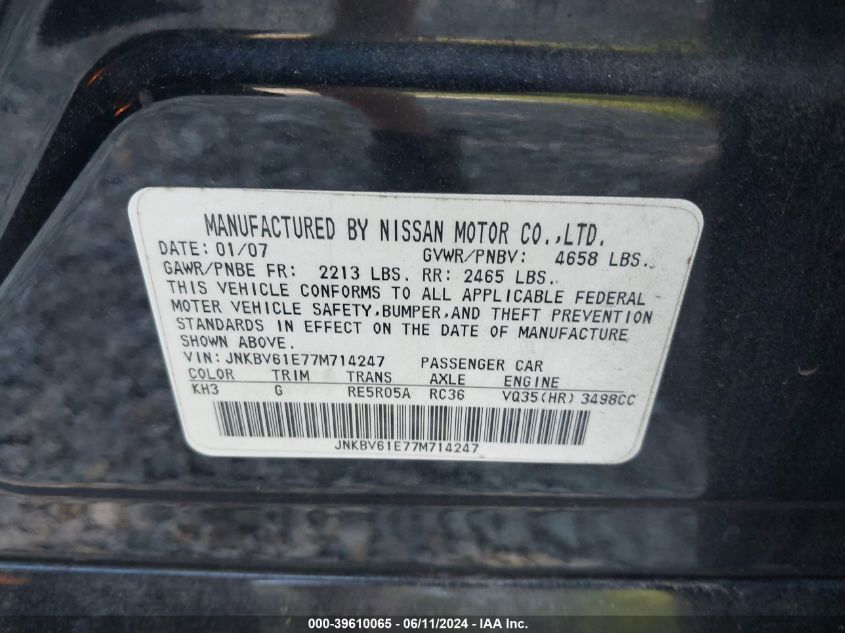 MANUFACTURED BY NISSAN MOTOR CO.,LTD.
DATE: 01/07 GVWR/PNBV: 4658 LBS.
GAWR/PNBE FR: 2213 LBS. RR: 2465 LBS.
THIS VEHICLE CONFORMS TO ALL APPLICABLE FEDERAL
MOTER VEHICLE SAFETY,BUMPER,AND THEFT PREVENTION
STANDARDS IN EFFECT ON THE DATE OF MANUFACTURE
SHOWN ABOVE.
VIN: JNKBV61E77M714247 PASSENGER CAR
COLOR TRIM TRANS AXLE ENGINE
KH3 G RE5R05A RC36 VQ35(HR) 3498CC
JNKBV61E77M714247
000-39610065 - 06/11/2024 - IAA Inc.